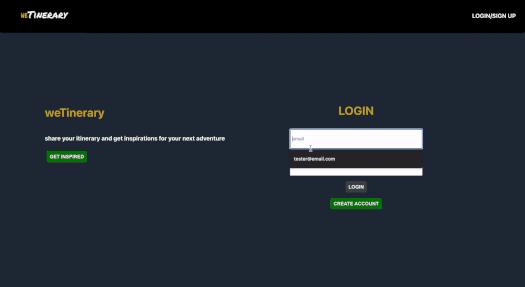 WETINERARY
LOGIN/SIGN UP
weTinerary
share your itinerary and get inspirations for your next adventure
GET INSPIRED
LOGIN
email
tester@email.com
LOGIN
CREATE ACCOUNT